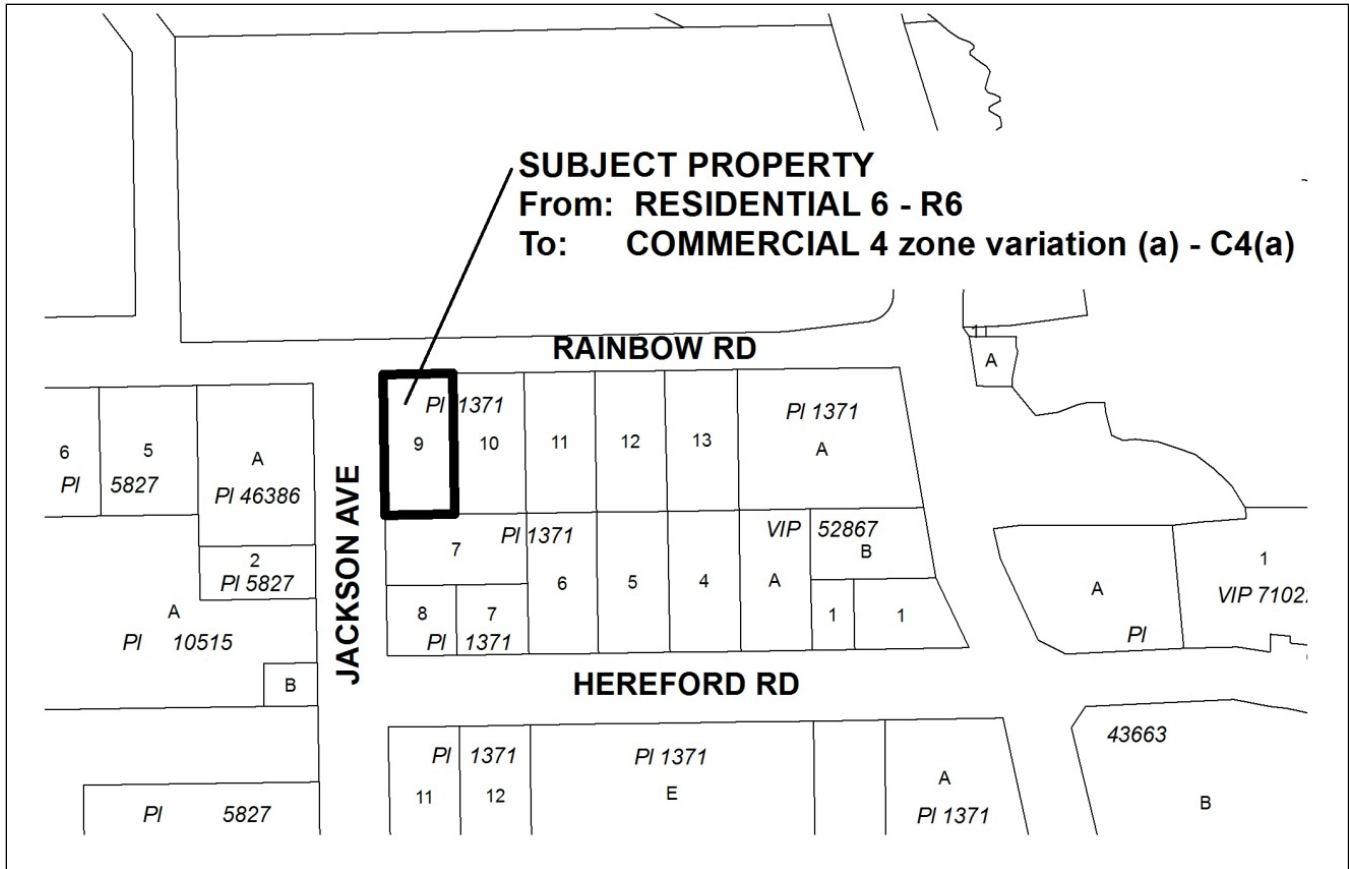 SUBJECT PROPERTY
From: RESIDENTIAL 6 - R6
To: COMMERCIAL 4 zone variation (a) - C4(a)
RAINBOW RD
11
A
Pl 1371
Pl 1371
6
5
A
9
10
11
12
13
A
Pl 5827
Pl 46386
JACKSON AVE
Pl 1371
VIP 52867
7
B
2
Pl 5827
6
5
4
A
A
1
A
8
7
1
1
VIP 7102
Pl 10515
Pl 1371
Pl
B
HEREFORD RD
43663
Pl 1371
Pl 1371
A
11
12
E
B
Pl 5827
Pl 1371